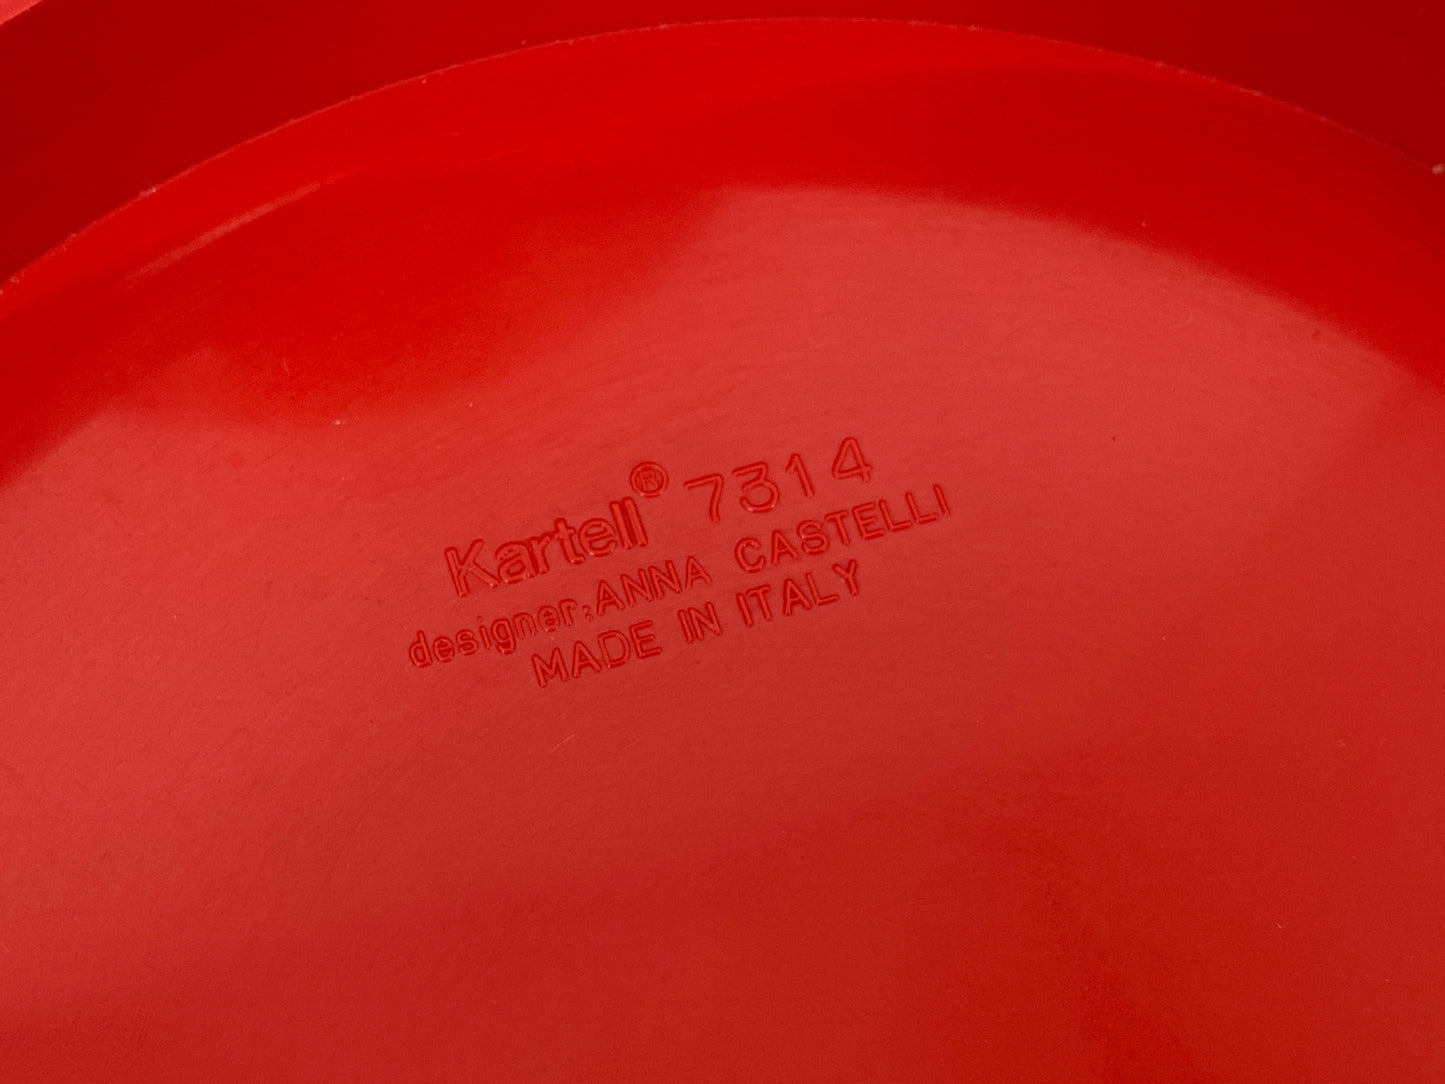 Kartell® 7314
designer:ANNA CASTELLI
MADE IN ITALY